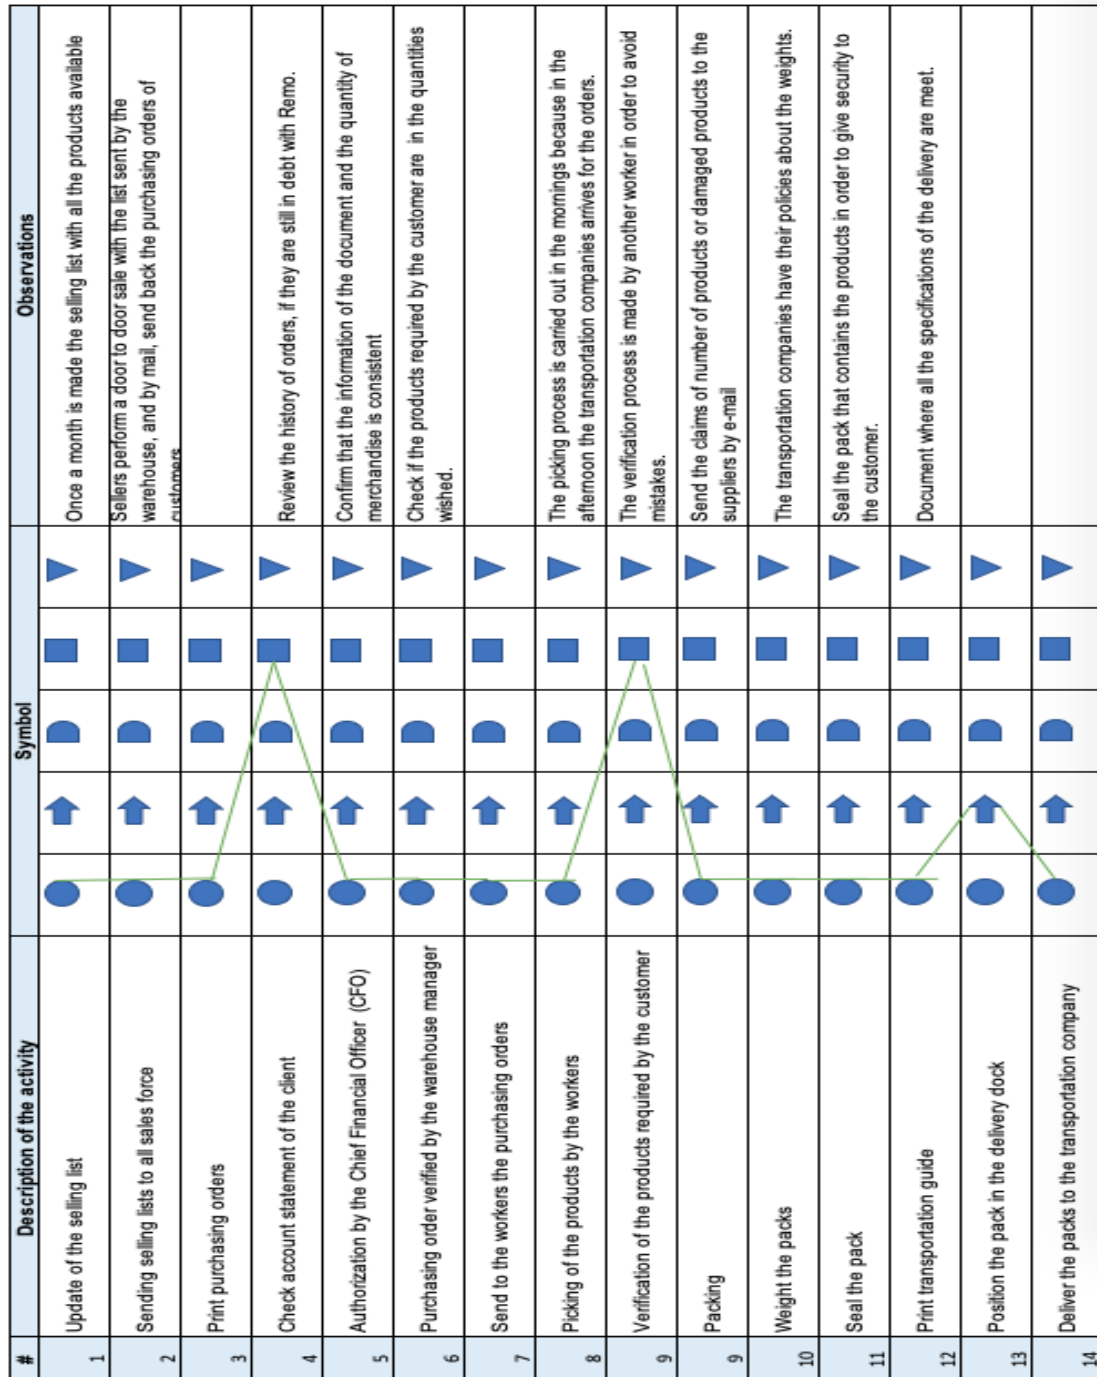 # Description of the activity Symbol Observations
1 Update of the selling list Once a month is made the selling list with all the products available
2 Sending selling lists to all sales force Sellers perform a door to door sale with the list sent by the
warehouse, and by mail, send back the purchasing orders of
customers
3 Print purchasing orders
4 Check account statement of the client Review the history of orders, if they are still in debt with Remo.
5 Authorization by the Chief Financial Officer (CFO) Confirm that the information of the document and the quantity of
merchandise is consistent
6 Purchasing order verified by the warehouse manager Check if the products required by the customer are in the quantities
wished.
7 Send to the workers the purchasing orders
8 Picking of the products by the workers The picking process is carried out in the mornings because in the
afternoon the transportation companies arrives for the orders.
9 Verification of the products required by the customer The verification process is made by another worker in order to avoid
mistakes.
9 Packing Send the claims of number of products or damaged products to the
suppliers by e-mail
10 Weight the packs The transportation companies have their policies about the weights.
11 Seal the pack Seal the pack that contains the products in order to give security to
the customer.
12 Print transportation guide Document where all the specifications of the delivery are meet.
13 Position the pack in the delivery dock
14 Deliver the packs to the transportation company